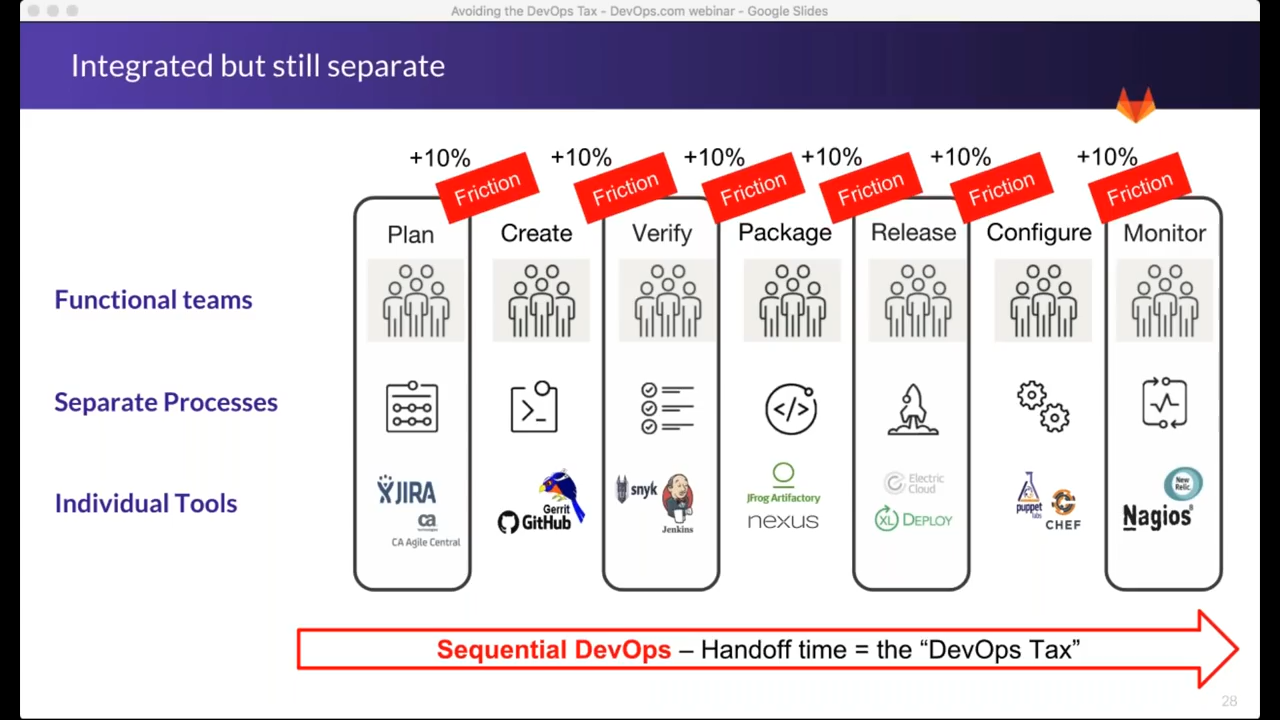 Avoiding the DevOps Tax - DevOps.com webinar - Google Slides
Integrated but still separate
+10% +10% +10% +10% +10% +10%
Friction Friction Friction Friction Friction Friction
Plan Create Verify Package Release Configure Monitor
Functional teams
Separate Processes
Individual Tools
JIRA
ca
technologies
CA Agile Central
Gerrit
GitHub
snyk
Jenkins
JFrog Artifactory
nexus
Electric
Cloud
XL DEPLOY
puppet
labs
CHEF
New
Relic
Nagios®
Sequential DevOps – Handoff time = the “DevOps Tax”
28